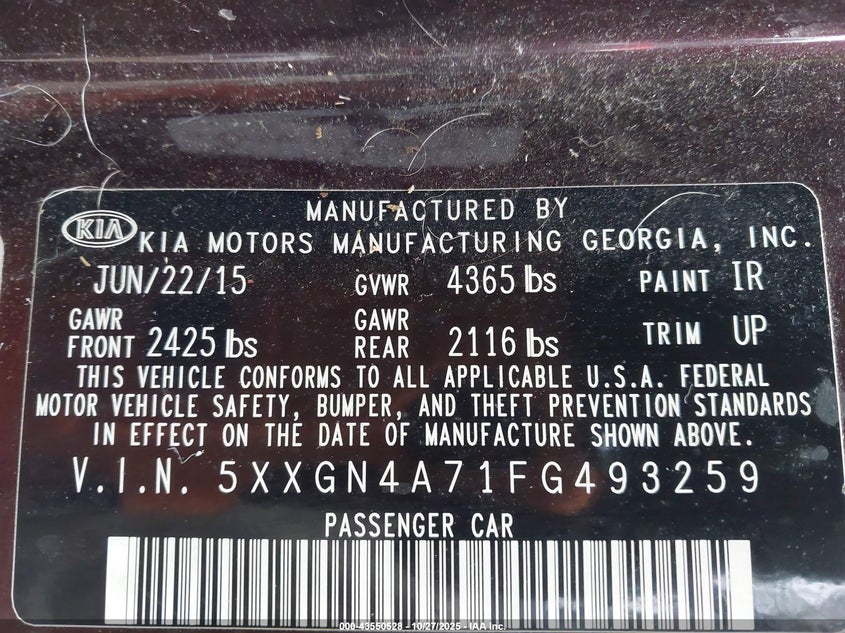 MANUFACTURED BY
KIA KIA MOTORS MANUFACTURING GEORGIA, INC.
JUN/22/15 GVWR 4365 lbs PAINT IR
GAWR FRONT 2425 lbs GAWR REAR 2116 lbs TRIM UP
THIS VEHICLE CONFORMS TO ALL APPLICABLE U.S.A. FEDERAL
MOTOR VEHICLE SAFETY, BUMPER, AND THEFT PREVENTION STANDARDS
IN EFFECT ON THE DATE OF MANUFACTURE SHOWN ABOVE.
V.I.N. 5XXGN4A71FG493259
PASSENGER CAR
000-43550528 - 10/27/2025 - IAA Inc.